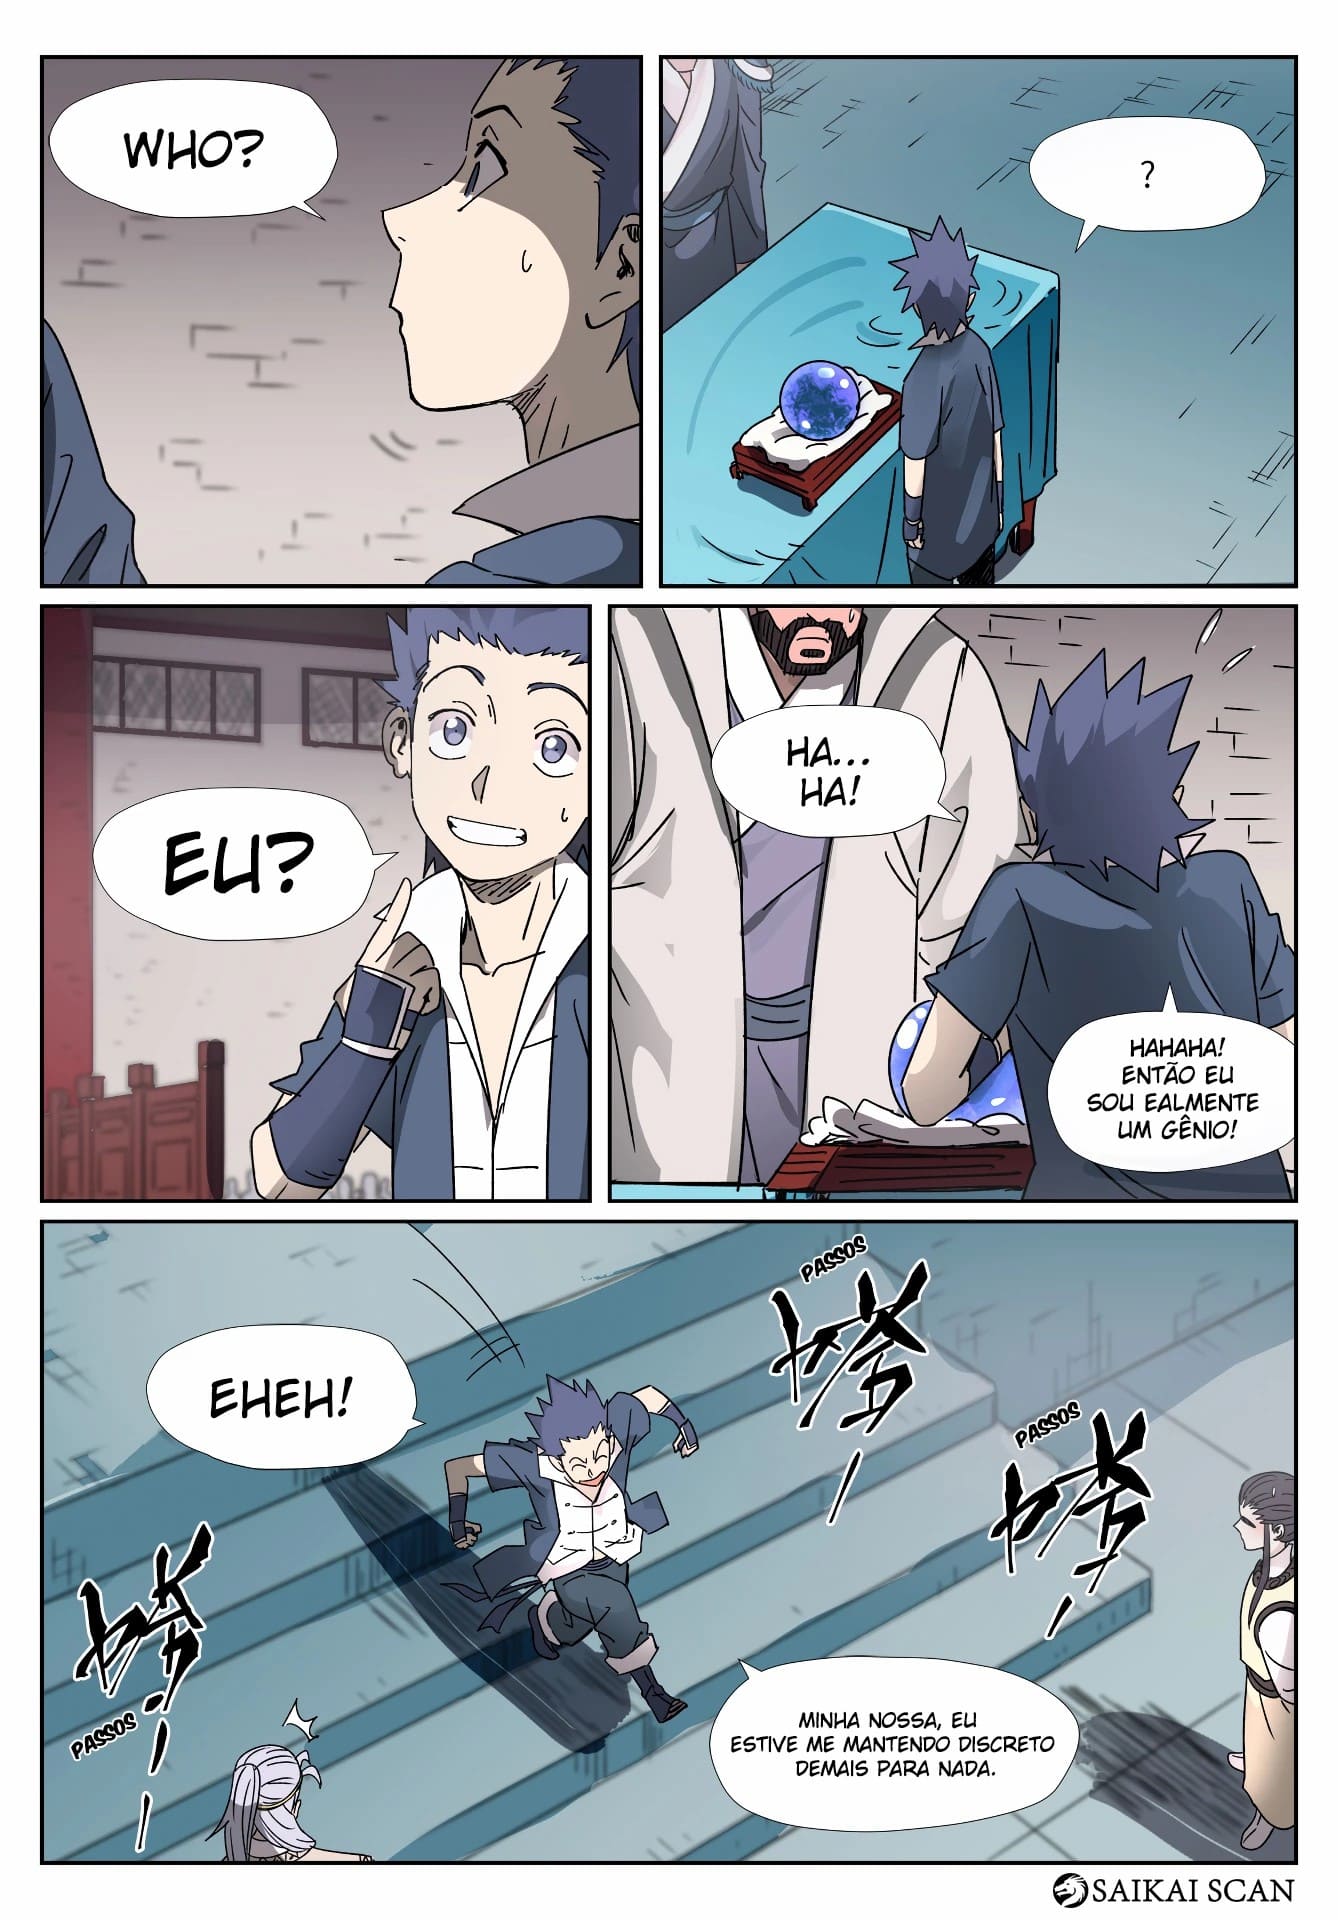 WHO?
?
EU?
HA...
HA!
HAHAHA!
ENTÃO EU
SOU EALMENTE
UM GÊNIO!
PASSOS
EHEH!
PASSOS
PASSOS
MINHA NOSSA, EU
ESTIVE ME MANTENDO DISCRETO
DEMAIS PARA NADA.
SAIKAI SCAN